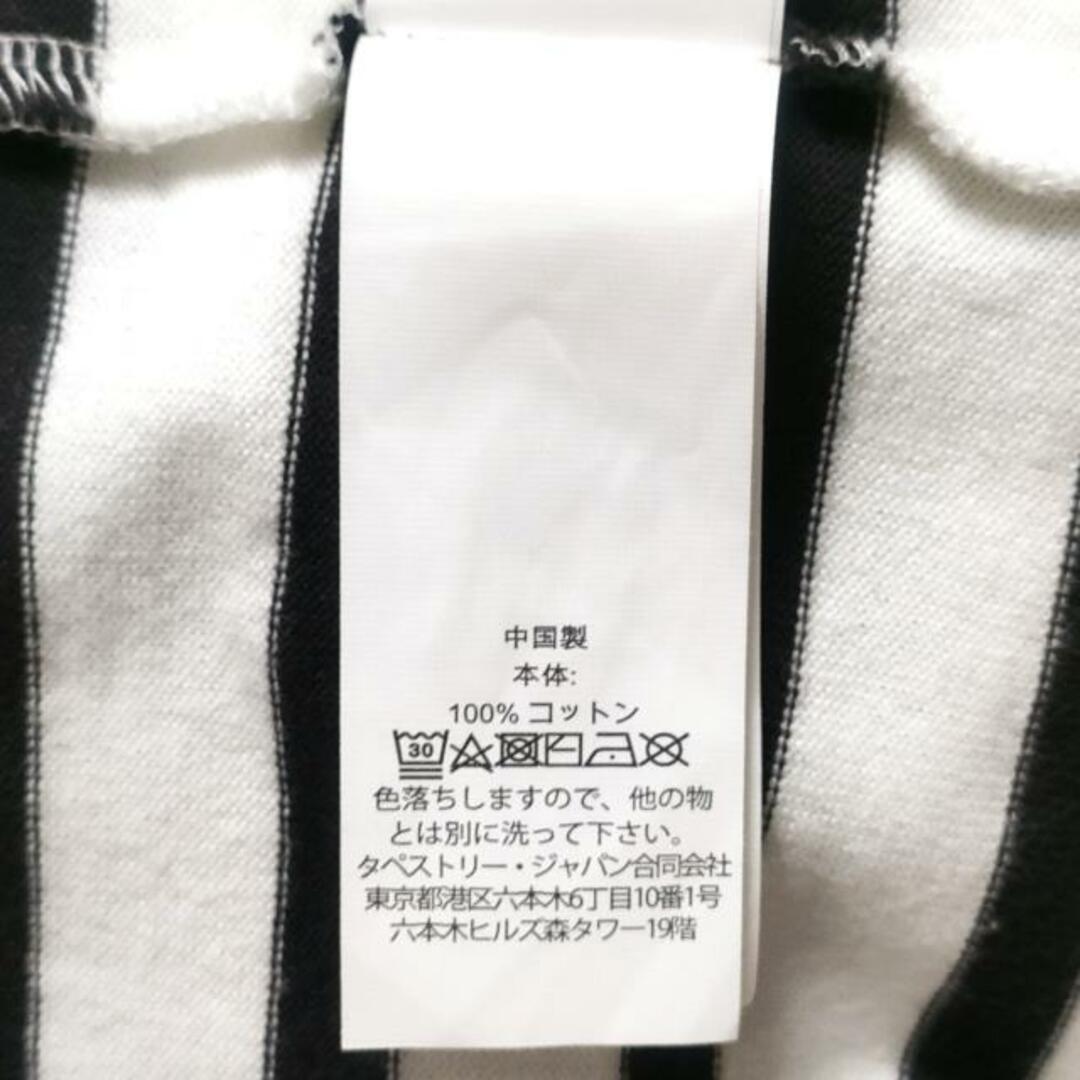 中国製
本体:
100% コットン
30
色落ちしますので、他の物
とは別に洗って下さい。
タペストリー・ジャパン合同会社
東京都港区六本木6丁目10番1号
六本木ヒルズ森タワー19階